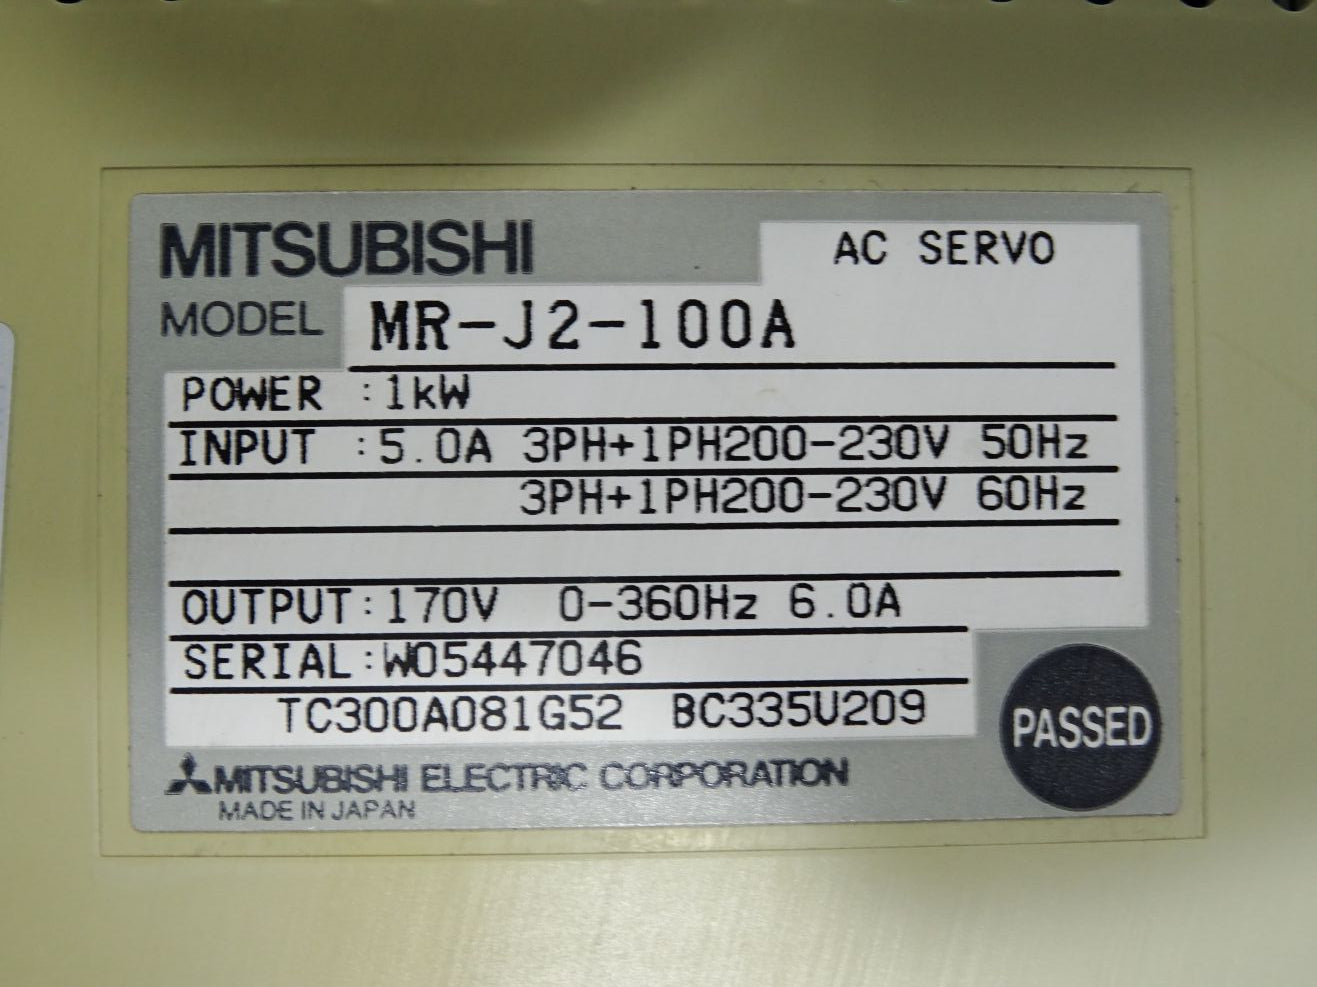 MITSUBISHI
AC SERVO
MODEL MR-J2-100A
POWER :1kW
INPUT :5.0A 3PH+1PH200-230V 50Hz
3PH+1PH200-230V 60Hz
OUTPUT:170V 0-360Hz 6.0A
SERIAL:W05447046
TC300A081G52 BC335U209
PASSED
MITSUBISHI ELECTRIC CORPORATION
MADE IN JAPAN